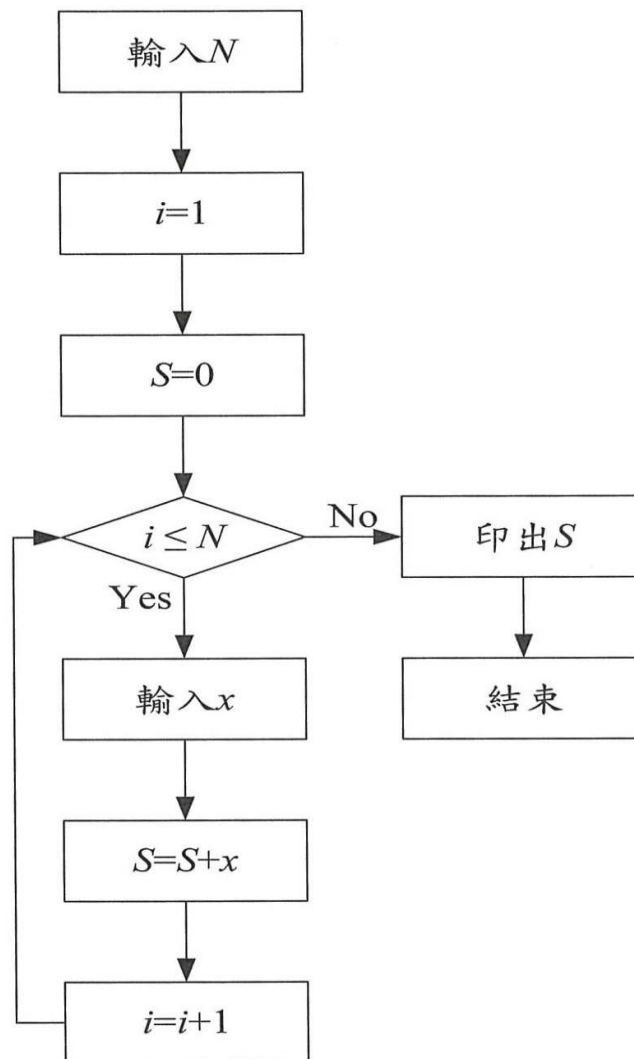 輸入N
i=1
S=0
i ≤ N
No
印出S
Yes
輸入x
結束
S=S+x
i=i+1